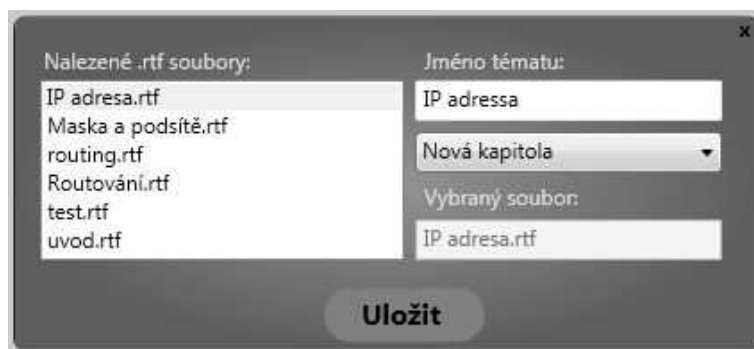 x
Nalezené .rtf soubory:
IP adresa.rtf
Maska a podsítě.rtf
routing.rtf
Routování.rtf
test.rtf
uvod.rtf
Jméno tématu:
IP adressa
Nová kapitola
Vybraný soubor:
IP adresa.rtf
Uložit